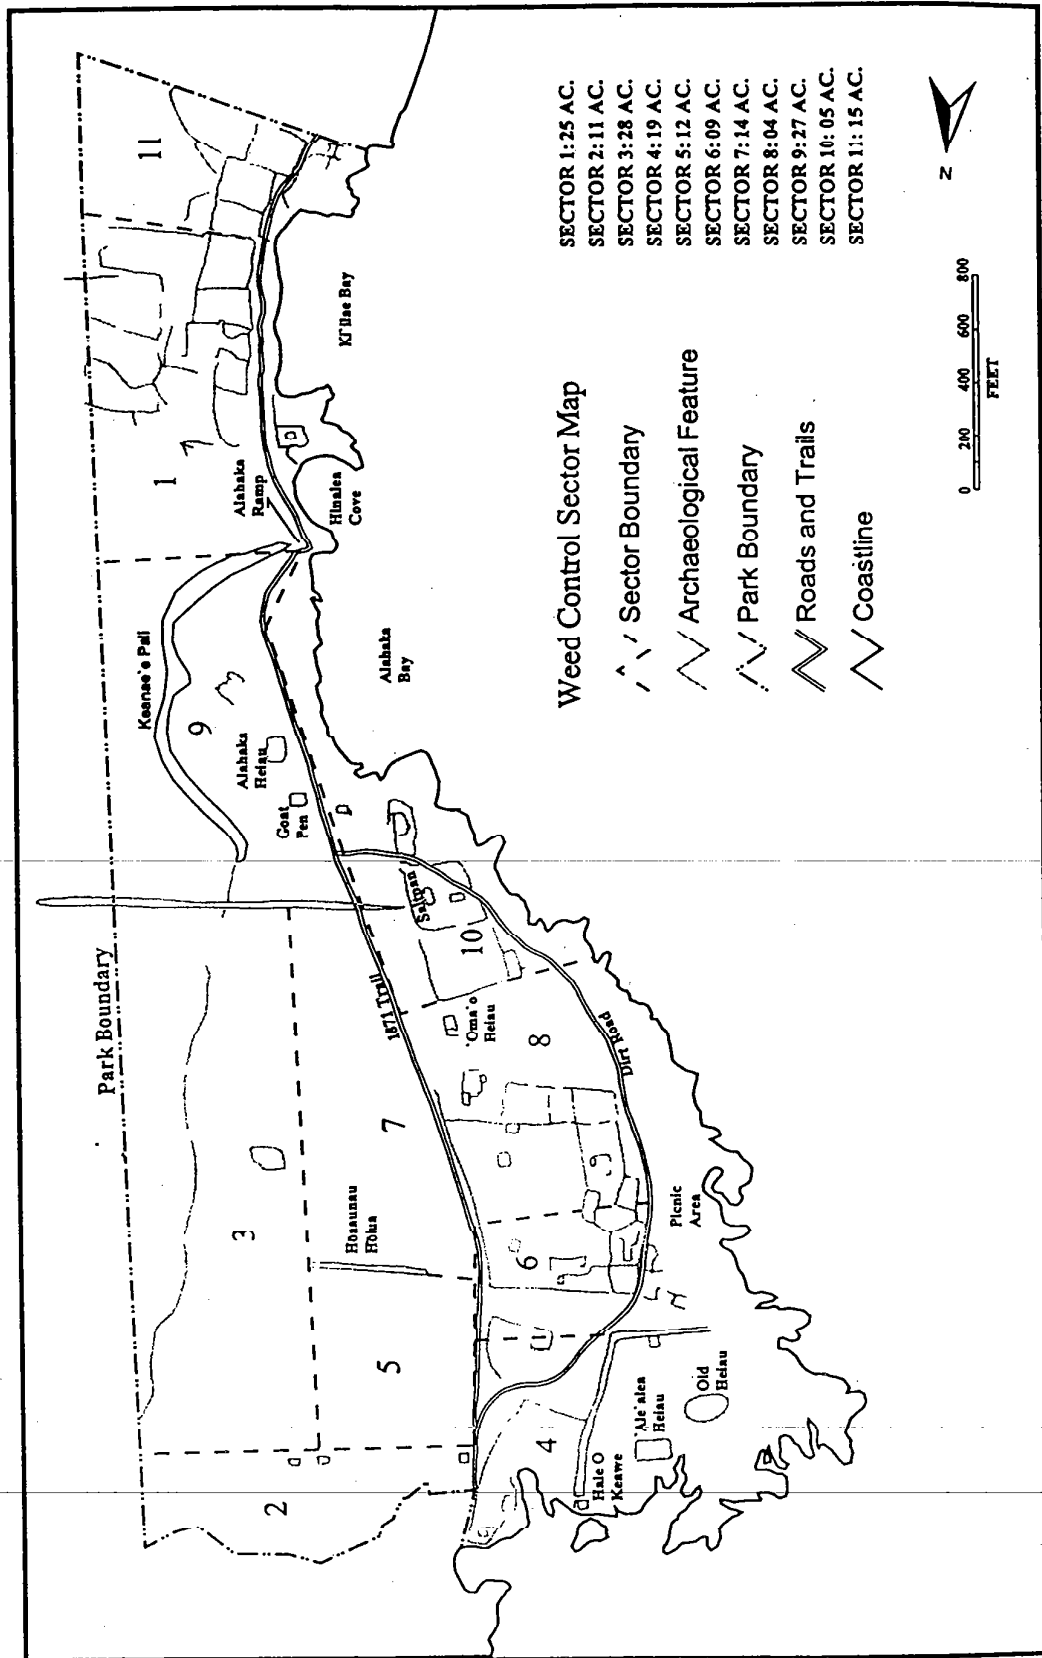 Park Boundary
11
1
Keanae'e Pali
9
Alahaka
Ramp
Hinalea
Cove
Ki'ilae Bay
Alahaka
Bay
Alahaka
Heiau
Goat
Pen
Saltpan
10
1871 Trail
'Oma'o
Heiau
8
Dirt Road
7
3
Honaunau
Holua
6
5
Picnic
Area
2
4
Hale O
Keawe
'Ale'alea
Heiau
Old
Heiau
SECTOR 1:25 AC.
SECTOR 2:11 AC.
SECTOR 3:28 AC.
SECTOR 4:19 AC.
SECTOR 5:12 AC.
SECTOR 6:09 AC.
SECTOR 7:14 AC.
SECTOR 8:04 AC.
SECTOR 9:27 AC.
SECTOR 10: 05 AC.
SECTOR 11: 15 AC.
Weed Control Sector Map
Sector Boundary
Archaeological Feature
Park Boundary
Roads and Trails
Coastline
N
0 200 400 600 800
FEET